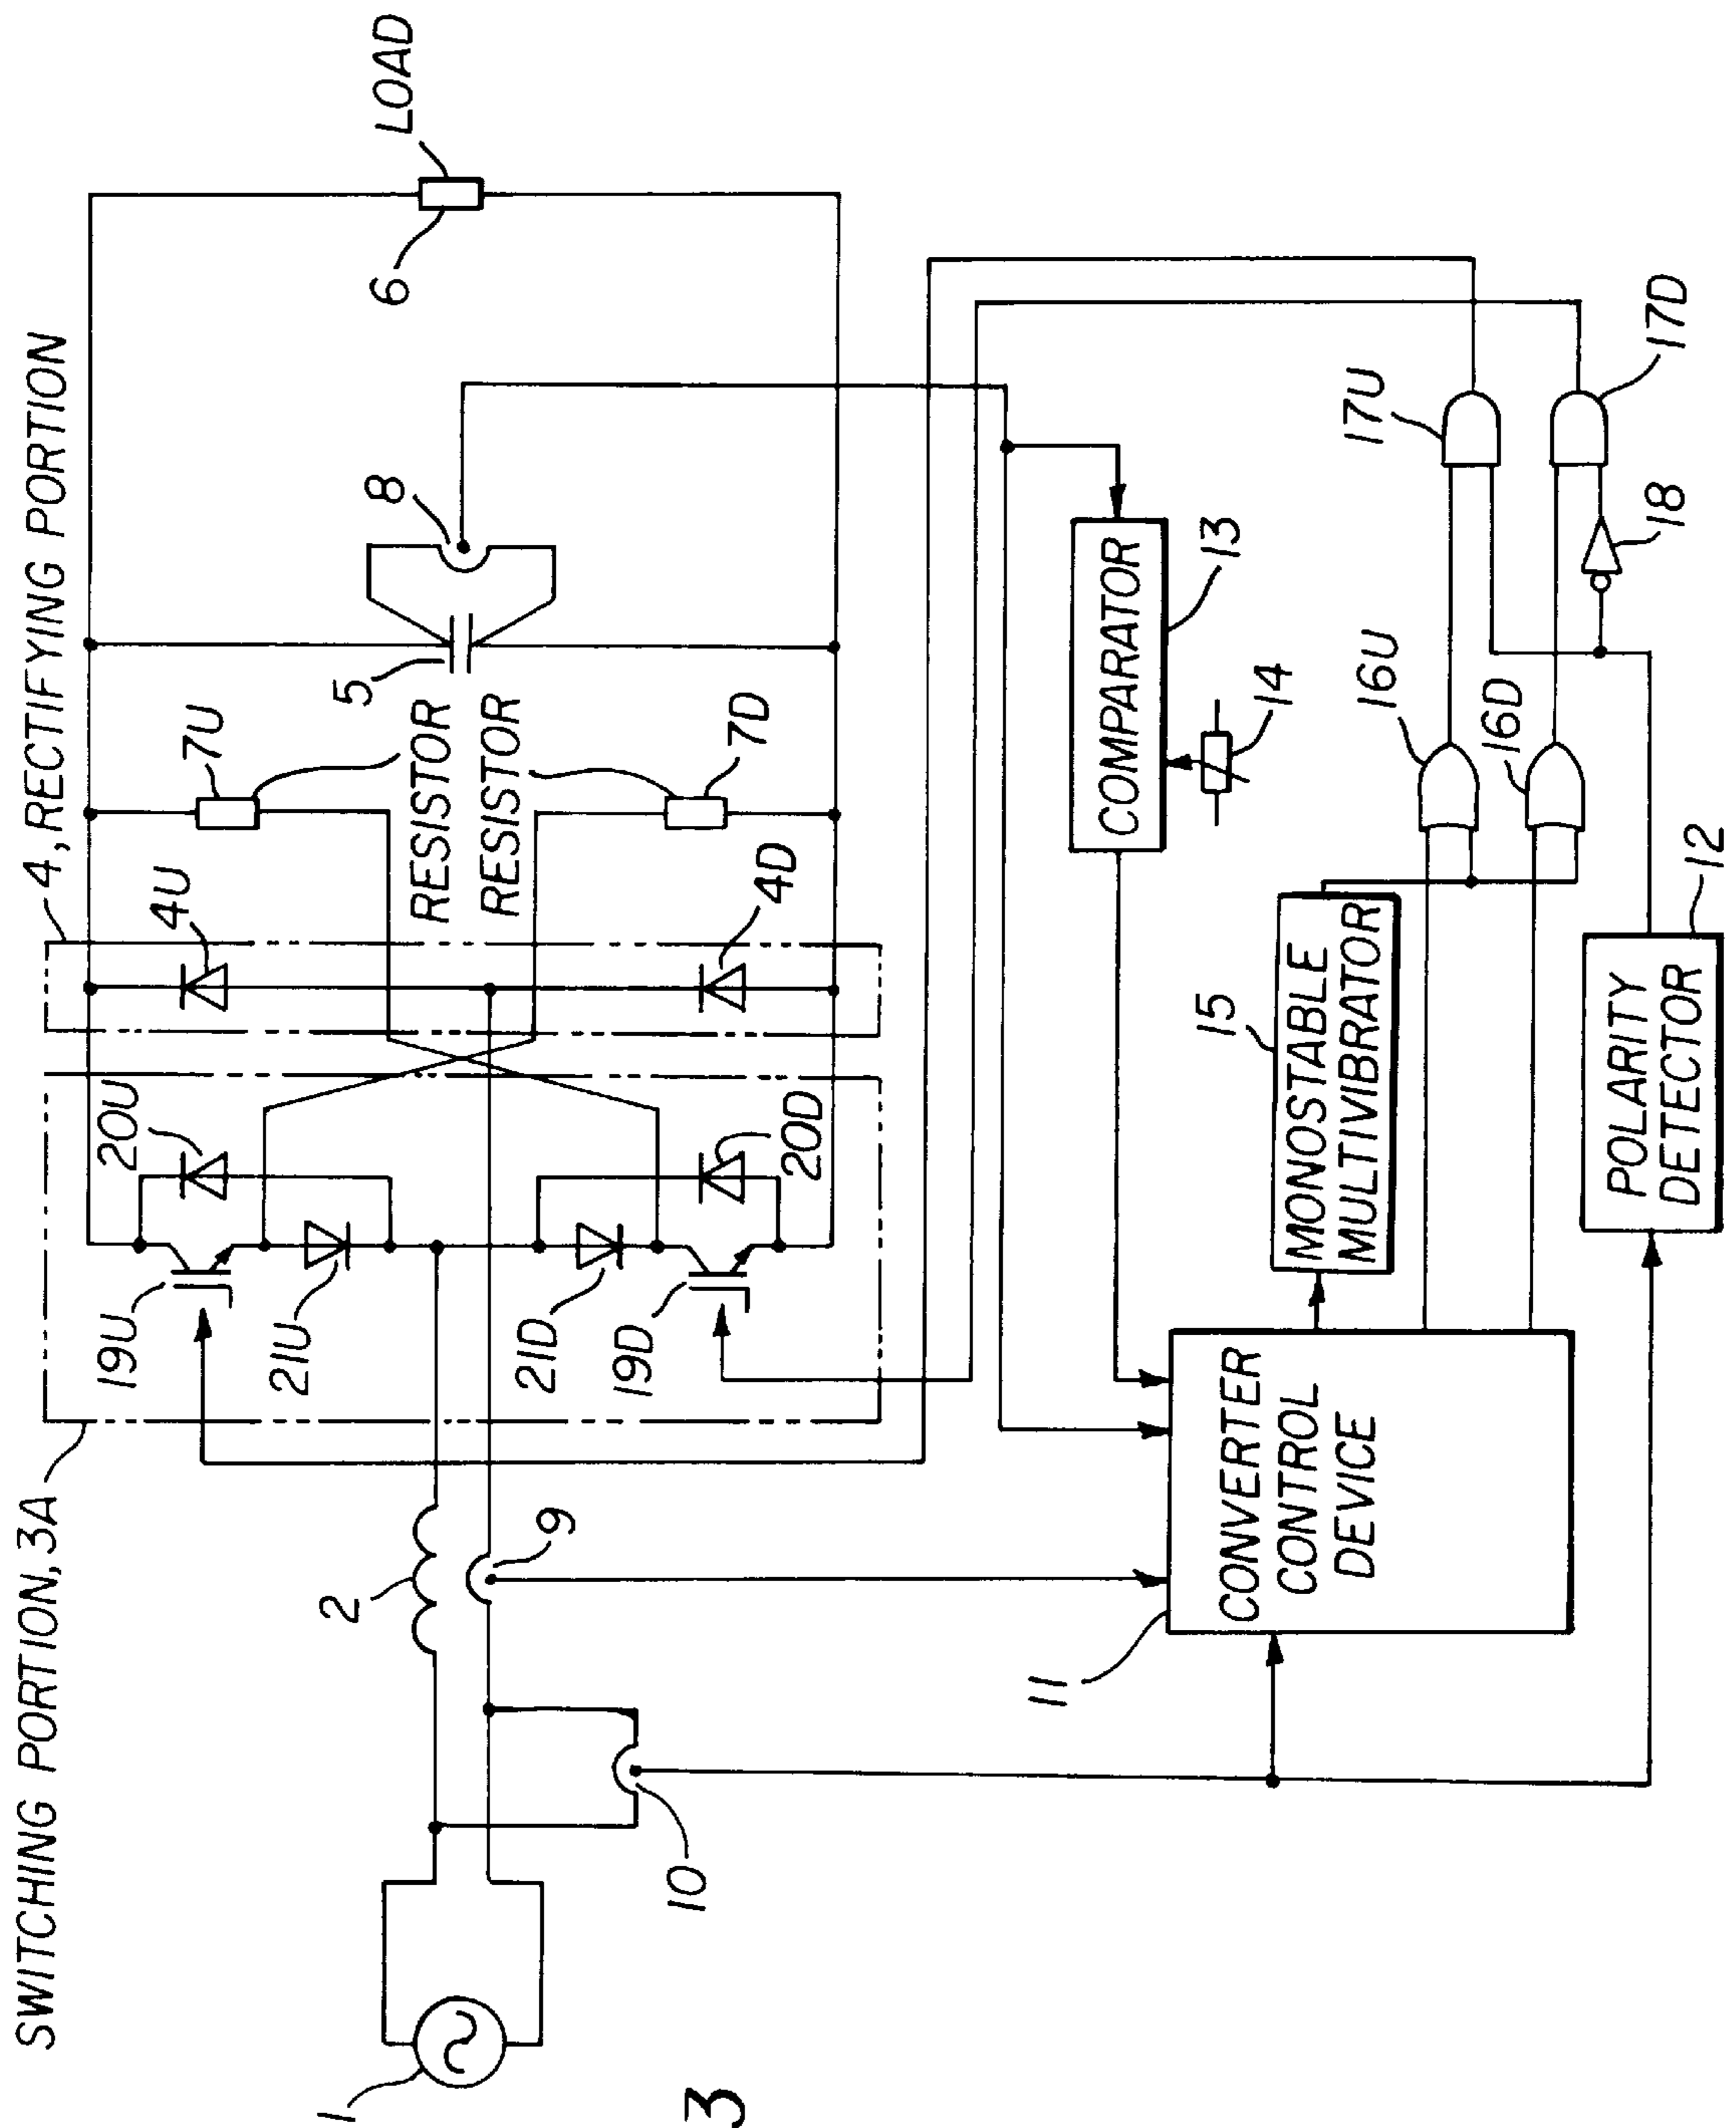 SWITCHING PORTION, 3A
4, RECTIFYING PORTION
19U
20U
4U
7U
21U
RESISTOR
RESISTOR
5
8
6
LOAD
21D
19D
20D
4D
7D
1
2
9
10
3
COMPARATOR
13
14
11
CONVERTER
CONTROL
DEVICE
15
MONOSTABLE
MULTIVIBRATOR
16U
16D
17U
17D
18
POLARITY
DETECTOR
12